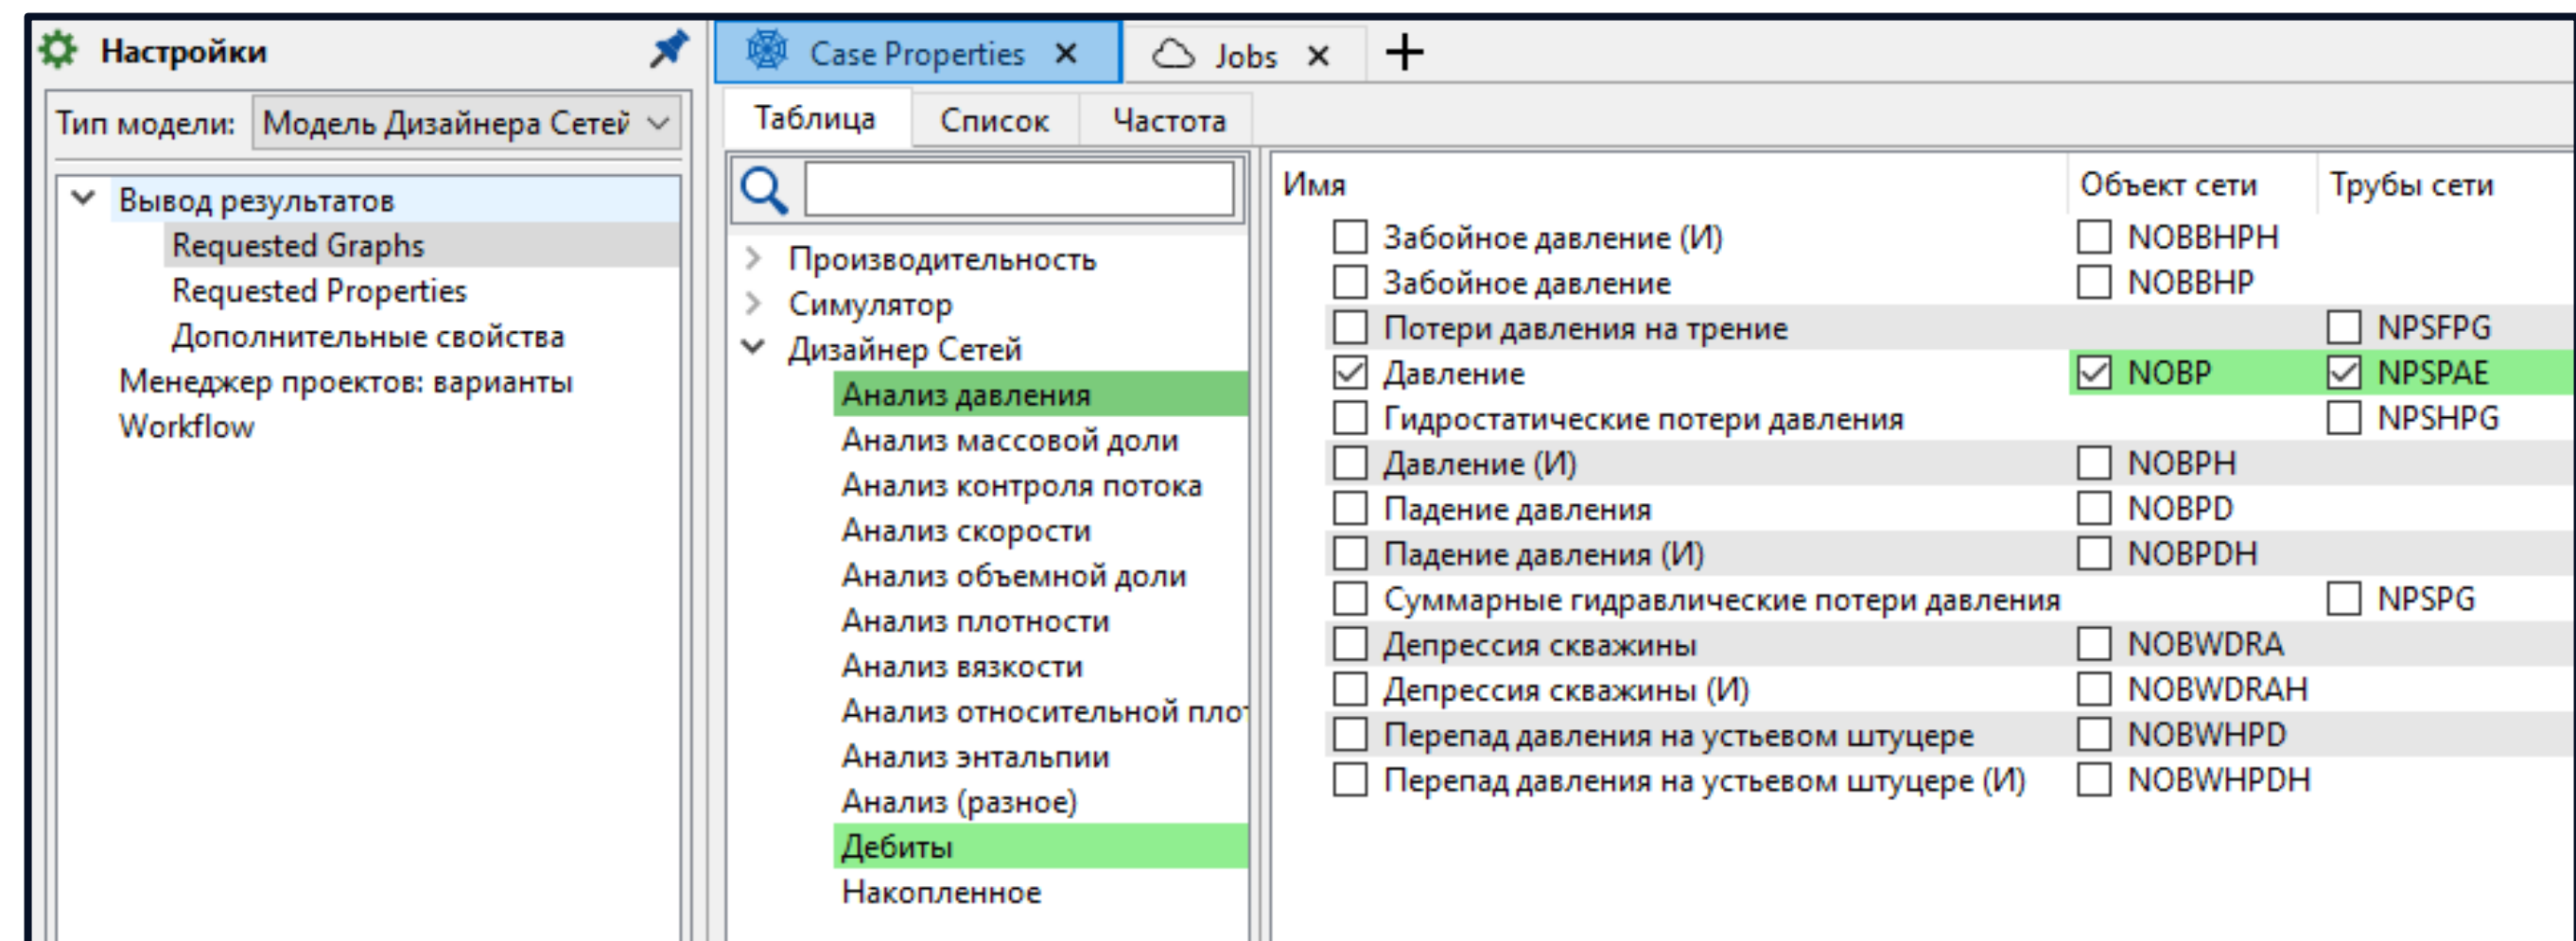 Настройки
Тип модели: Модель Дизайнера Сетей
Вывод результатов
Requested Graphs
Requested Properties
Дополнительные свойства
Менеджер проектов: варианты
Workflow
Case Properties Jobs
Таблица Список Частота
Производительность
Симулятор
Дизайнер Сетей
Анализ давления
Анализ массовой доли
Анализ контроля потока
Анализ скорости
Анализ объемной доли
Анализ плотности
Анализ вязкости
Анализ относительной плот
Анализ энтальпии
Анализ (разное)
Дебиты
Накопленное
Имя Объект сети Трубы сети
Забойное давление (И) NOBBHPH
Забойное давление NOBBHP
Потери давления на трение NPSFPG
Давление NOBP NPSPAE
Гидростатические потери давления NPSHPG
Давление (И) NOBPH
Падение давления NOBPD
Падение давления (И) NOBPDH
Суммарные гидравлические потери давления NPSPG
Депрессия скважины NOBWDRA
Депрессия скважины (И) NOBWDRAH
Перепад давления на устьевом штуцере NOBWHPD
Перепад давления на устьевом штуцере (И) NOBWHPDH